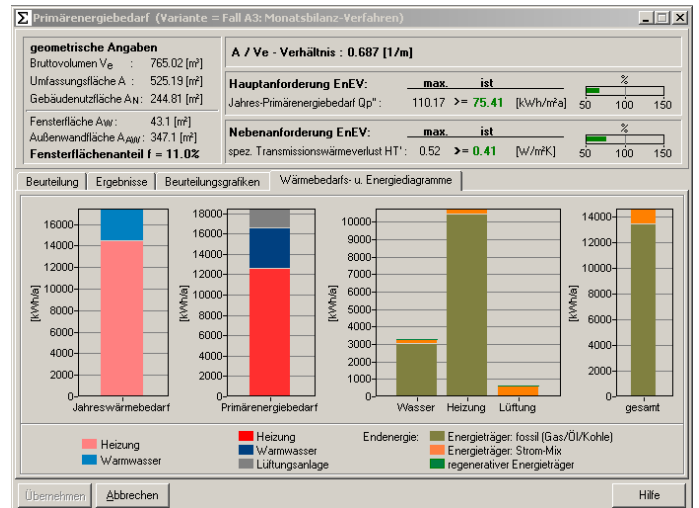 Σ Primärenergiebedarf (Variante = Fall A3: Monatsbilanz-Verfahren)
geometrische Angaben
Bruttovolumen Ve : 765.02 [m³]
Umfassungsfläche A : 525.19 [m²]
Gebäudenutzfläche AN: 244.81 [m²]
Fensterfläche Aw: 43.1 [m²]
Außenwandfläche AAW: 347.1 [m²]
Fensterflächenanteil f = 11.0%
A / Ve - Verhältnis : 0.687 [1/m]
Hauptanforderung EnEV: max. ist
Jahres-Primärenergiebedarf Qp": 110.17 >= 75.41 [kWh/m²a]
%
50 100 150
Nebenanforderung EnEV: max. ist
spez. Transmissionswärmeverlust HT': 0.52 >= 0.41 [W/m²K]
%
50 100 150
Beurteilung Ergebnisse Beurteilungsgrafiken Wärmebedarfs- u. Energiediagramme
[kWh/a]
16000
14000
12000
10000
8000
6000
4000
2000
0
Jahreswärmebedarf
[kWh/a]
18000
16000
14000
12000
10000
8000
6000
4000
2000
0
Primärenergiebedarf
[kWh/a]
10000
9000
8000
7000
6000
5000
4000
3000
2000
1000
0
Wasser Heizung Lüftung
[kWh/a]
14000
12000
10000
8000
6000
4000
2000
0
gesamt
Heizung
Warmwasser
Heizung
Warmwasser
Lüftungsanlage
Endenergie: Energieträger: fossil (Gas/Öl/Kohle)
Energieträger: Strom-Mix
regenerativer Energieträger
Übernehmen Abbrechen Hilfe